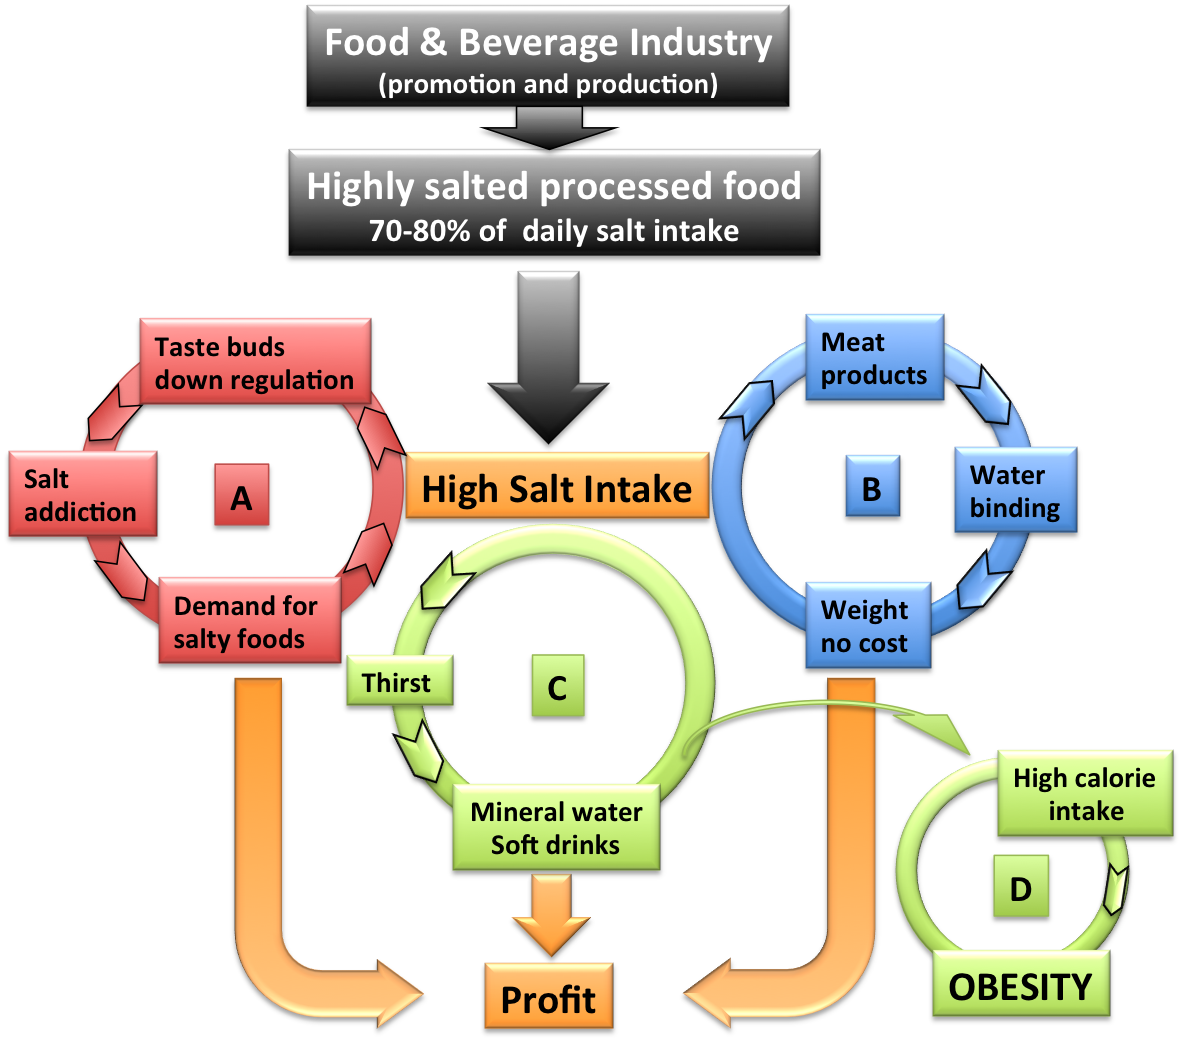 Food & Beverage Industry
(promotion and production)
Highly salted processed food
70-80% of daily salt intake
Taste buds
down regulation
Salt
addiction
A
Demand for
salty foods
High Salt Intake
Meat
products
B
Water
binding
Weight
no cost
Thirst
C
Mineral water
Soft drinks
High calorie
intake
D
OBESITY
Profit